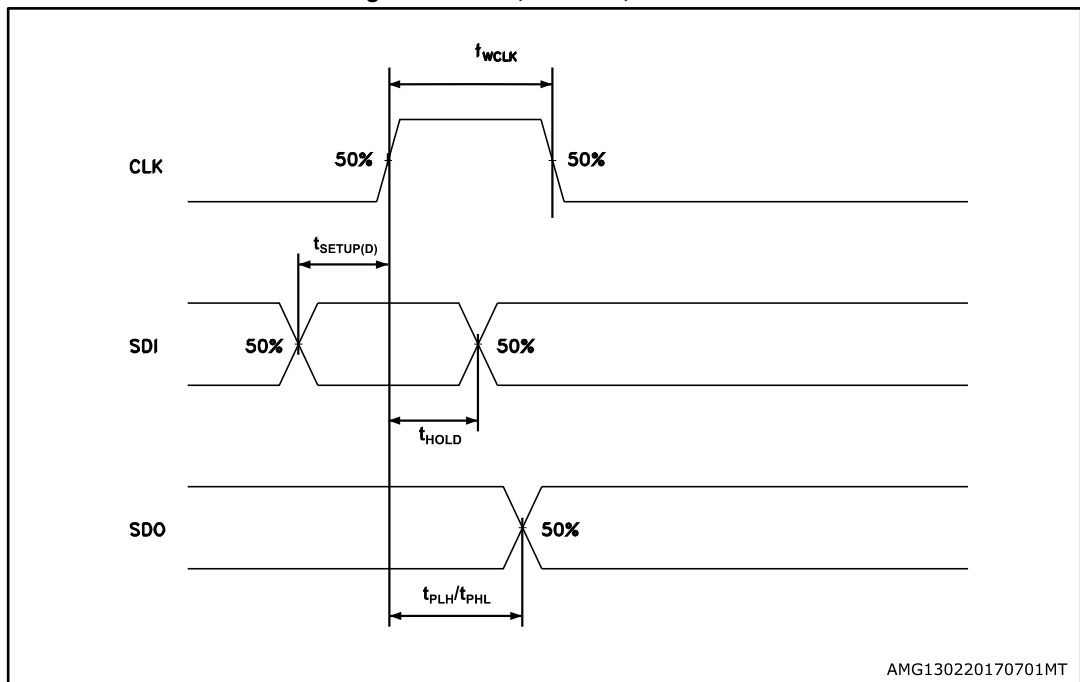 tWCLK
CLK
50%
50%
tSETUP(D)
SDI
50%
50%
tHOLD
SDO
50%
tPLH/tPHL
AMG130220170701MT